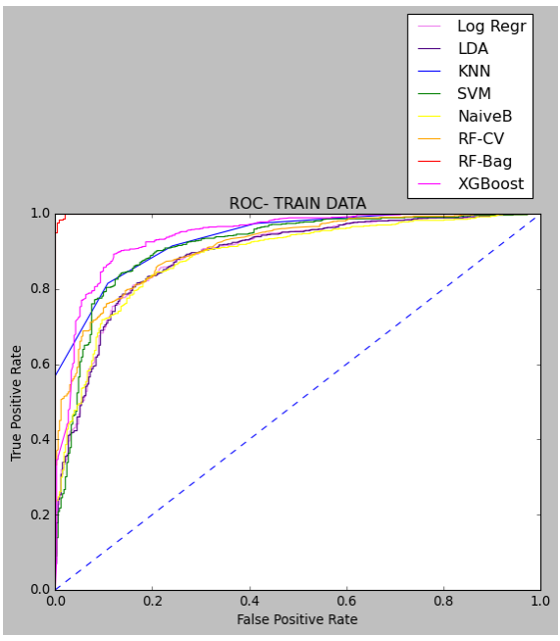 Log Regr
LDA
KNN
SVM
NaiveB
RF-CV
RF-Bag
XGBoost
ROC- TRAIN DATA
1.0
0.8
0.6
0.4
0.2
0.0
True Positive Rate
0.0 0.2 0.4 0.6 0.8 1.0
False Positive Rate